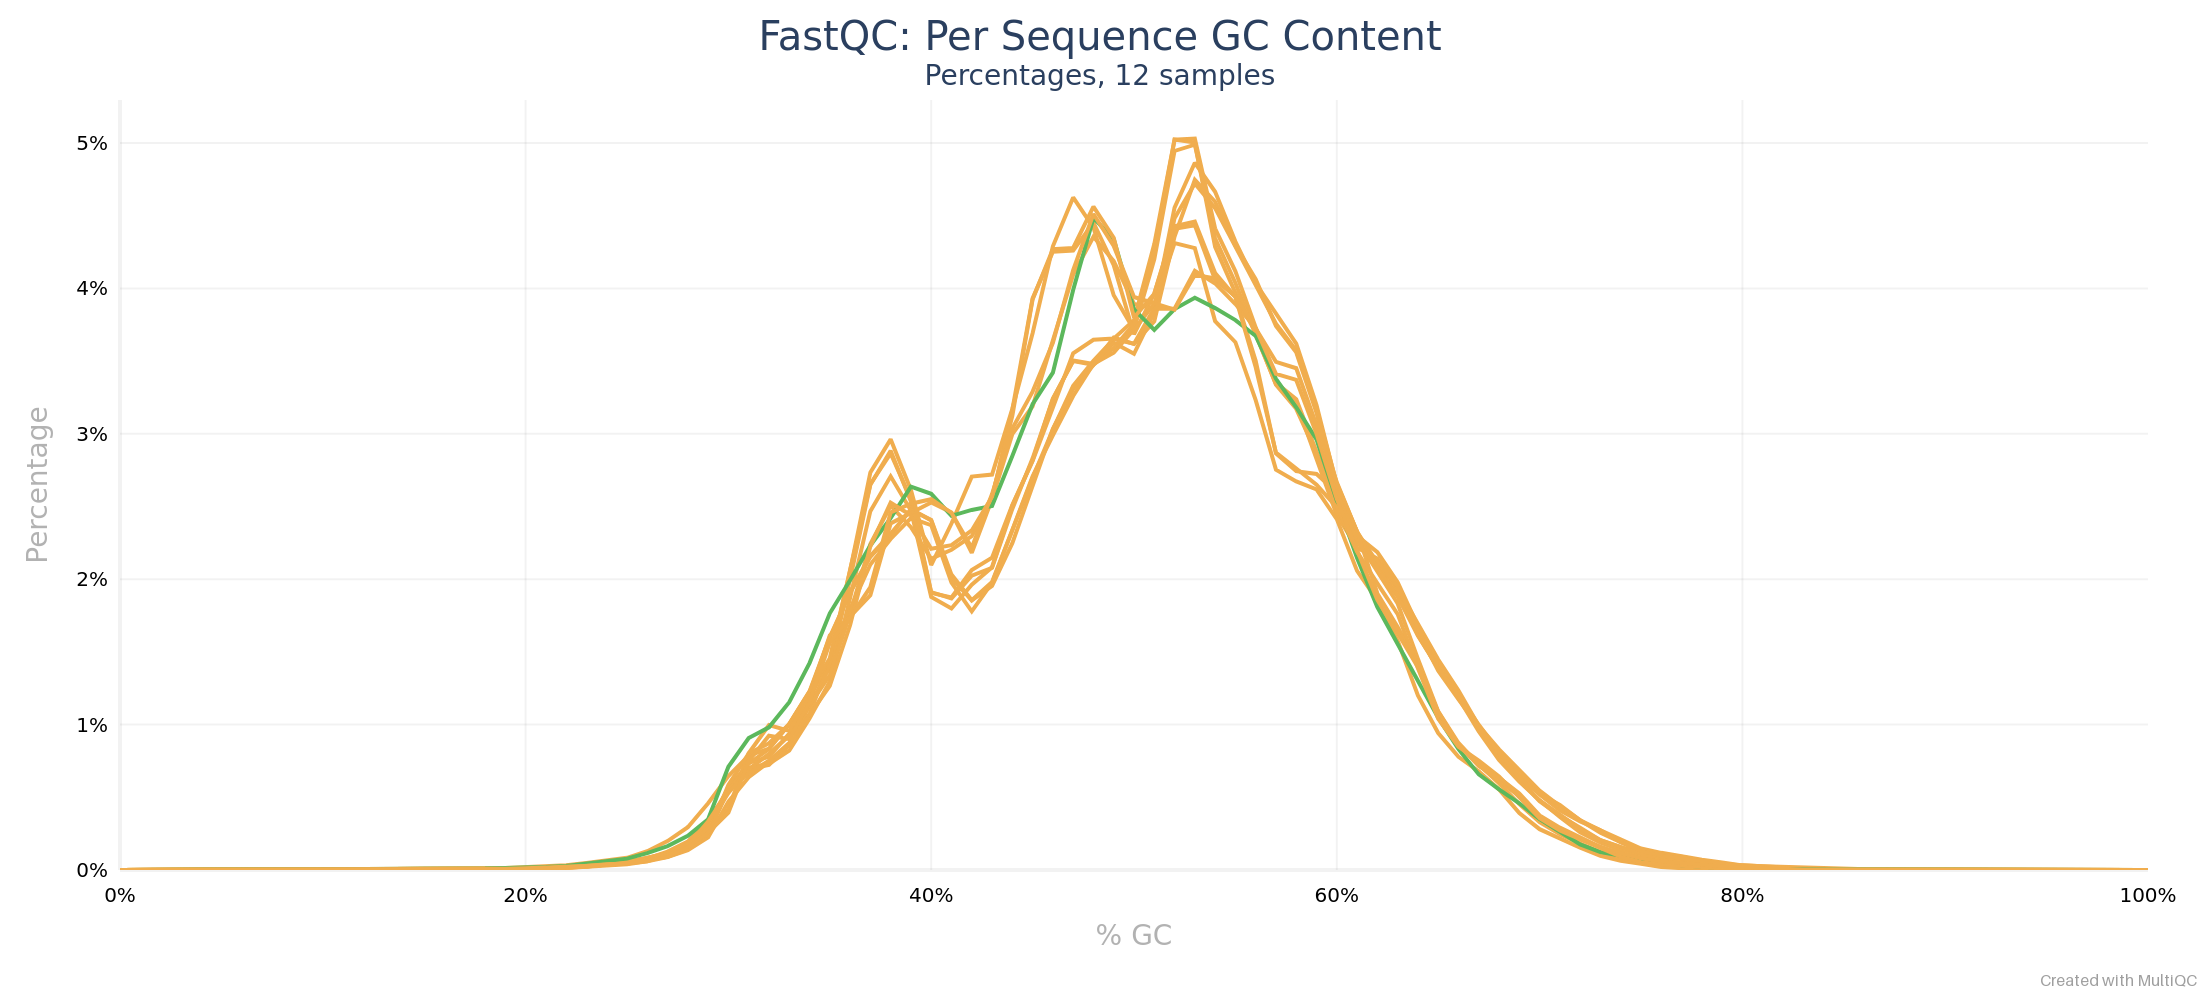 FastQC: Per Sequence GC Content
Percentages, 12 samples
5%
4%
3%
2%
1%
0%
Percentage
0%
20%
40%
60%
80%
100%
% GC
Created with MultiQC